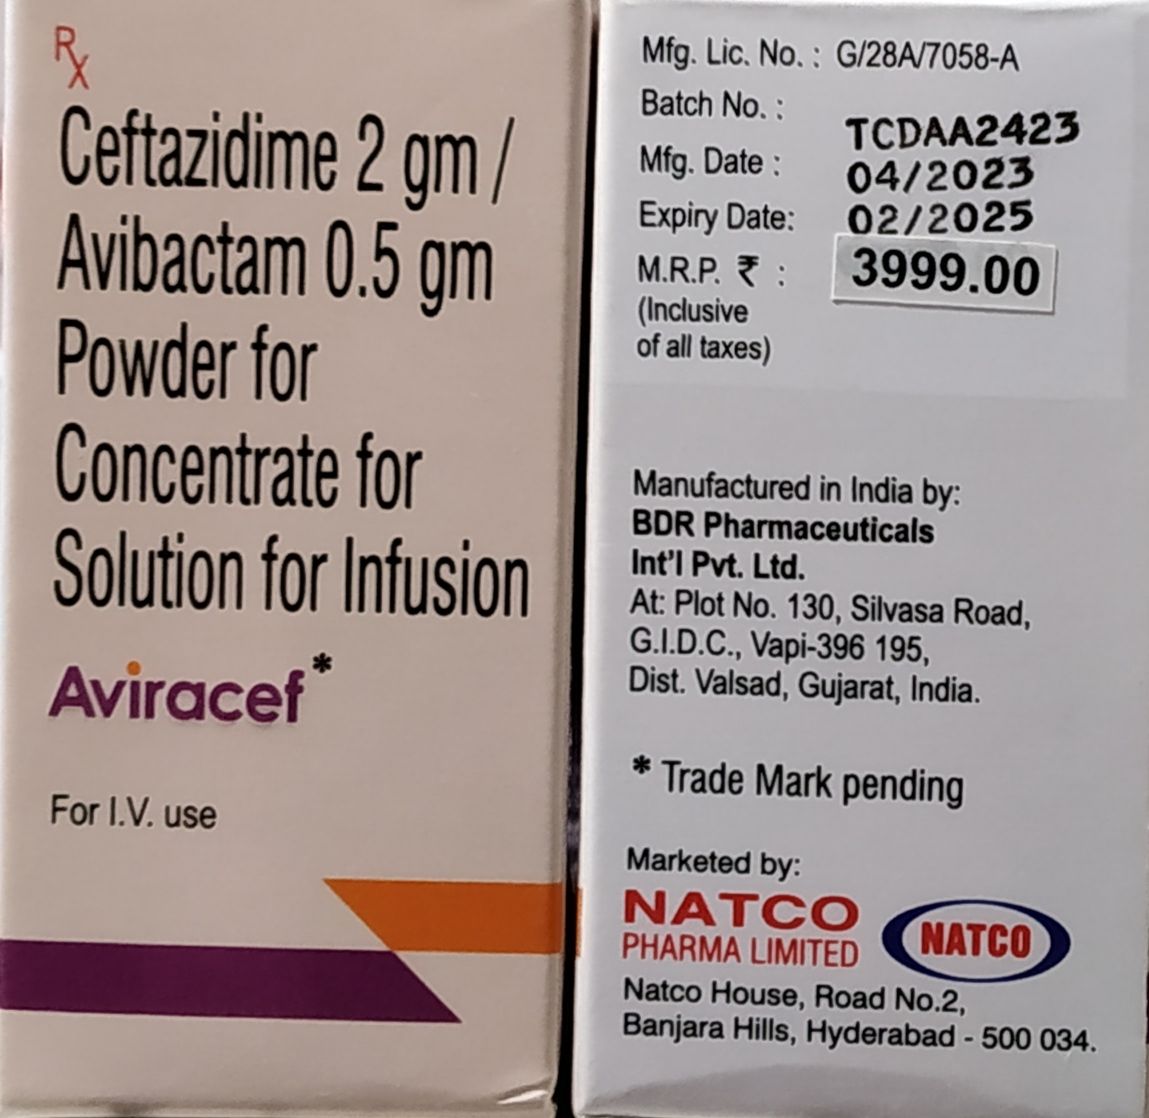 Rx
Ceftazidime 2 gm /
Avibactam 0.5 gm
Powder for
Concentrate for
Solution for Infusion
Aviracef*
For I.V. use
Mfg. Lic. No. : G/28A/7058-A
Batch No. : TCDAA2423
Mfg. Date : 04/2023
Expiry Date: 02/2025
M.R.P. ₹ : 3999.00
(Inclusive
of all taxes)
Manufactured in India by:
BDR Pharmaceuticals
Int'l Pvt. Ltd.
At: Plot No. 130, Silvasa Road,
G.I.D.C., Vapi-396 195,
Dist. Valsad, Gujarat, India.
* Trade Mark pending
Marketed by:
NATCO
PHARMA LIMITED
NATCO
Natco House, Road No.2,
Banjara Hills, Hyderabad - 500 034.